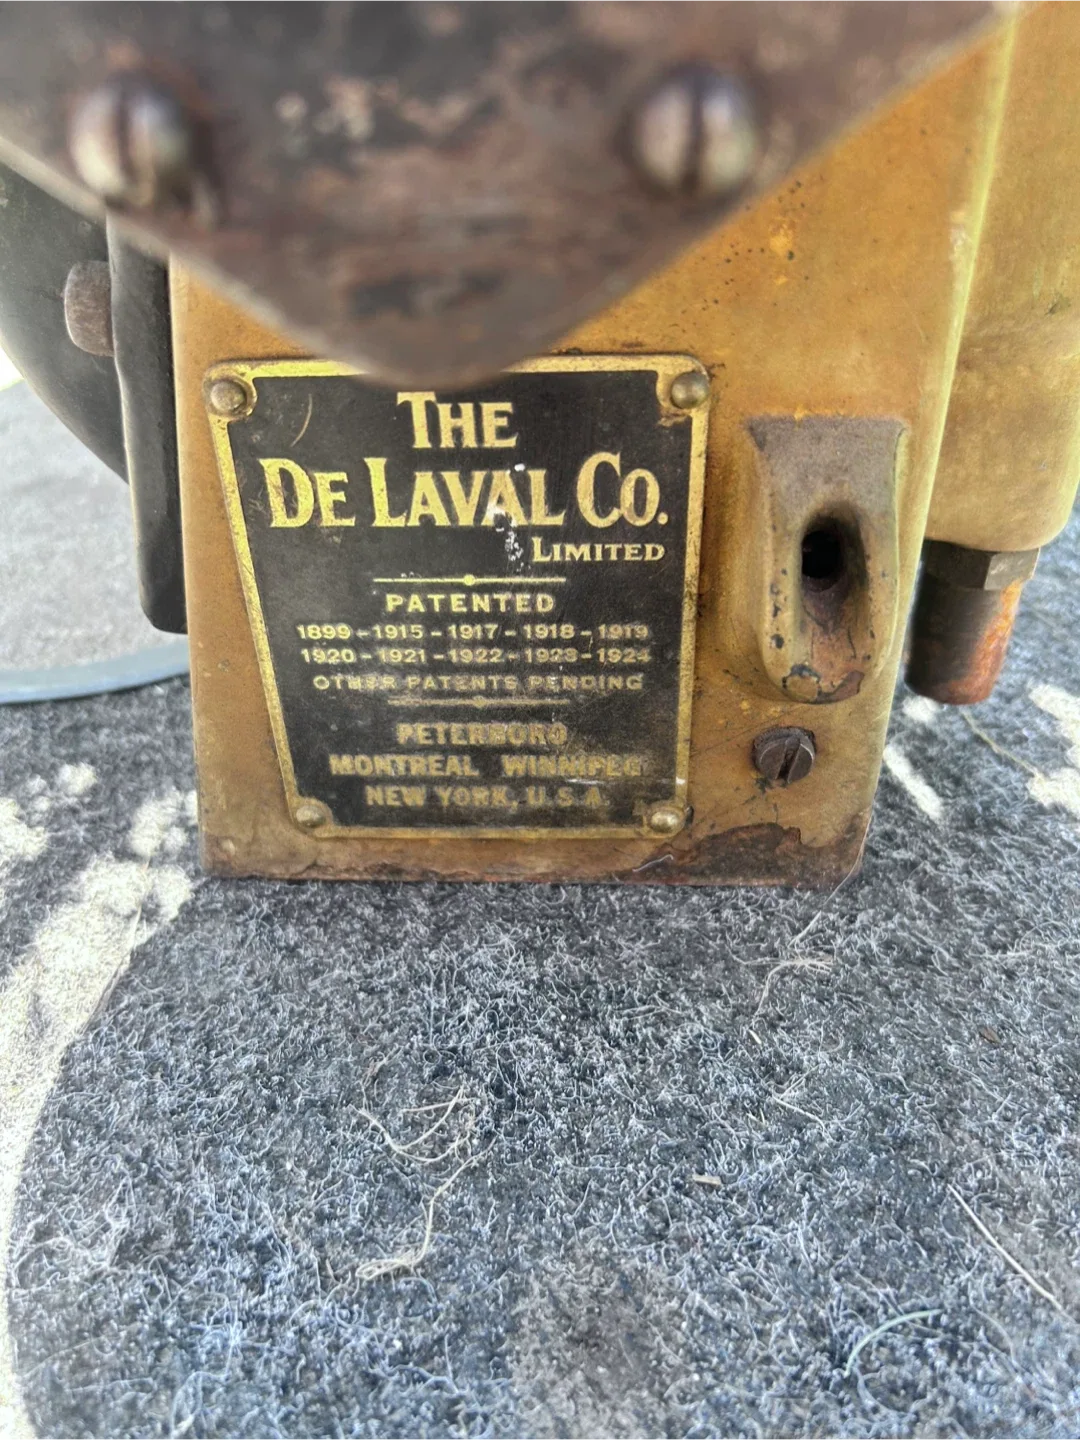 THE
DE LAVAL CO.
LIMITED
PATENTED
1899-1915-1917-1918-1919
1920-1921-1922-1923-1924
OTHER PATENTS PENDING
PETERBORO
MONTREAL WINNIPEG
NEW YORK, U.S.A.